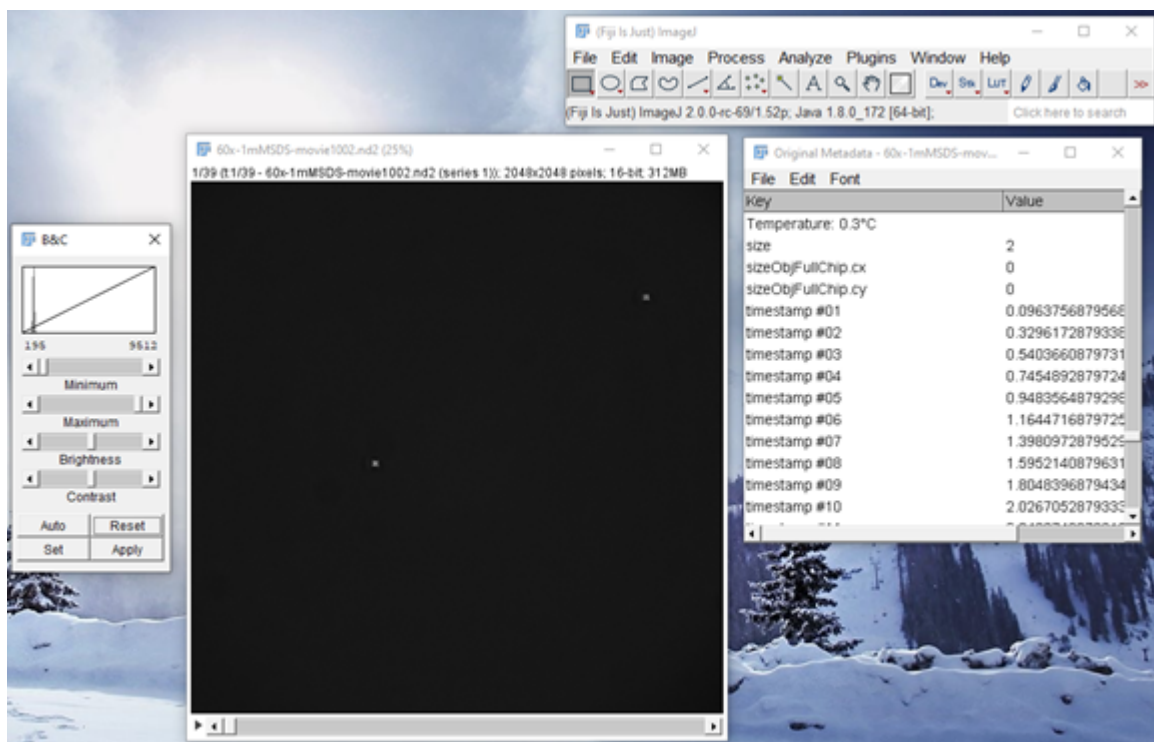 (Fiji Is Just) ImageJ
File Edit Image Process Analyze Plugins Window Help
A Dev Stk LUT >>
(Fiji Is Just) ImageJ 2.0.0-rc-69/1.52p; Java 1.8.0_172 [64-bit];
Click here to search
60x-1mMSDS-movie1002.nd2 (25%)
1/39 (t:1/39 - 60x-1mMSDS-movie1002.nd2 (series 1)); 2048x2048 pixels; 16-bit; 312MB
B&C
195 9512
Minimum
Maximum
Brightness
Contrast
Auto Reset
Set Apply
Original Metadata - 60x-1mMSDS-mov...
File Edit Font
Key Value
Temperature: 0.3°C
size 2
sizeObjFullChip.cx 0
sizeObjFullChip.cy 0
timestamp #01 0.0963756879568
timestamp #02 0.3296172879338
timestamp #03 0.5403660879731
timestamp #04 0.7454892879724
timestamp #05 0.9483564879298
timestamp #06 1.1644716879725
timestamp #07 1.3980972879529
timestamp #08 1.5952140879631
timestamp #09 1.8048396879434
timestamp #10 2.0267052879333